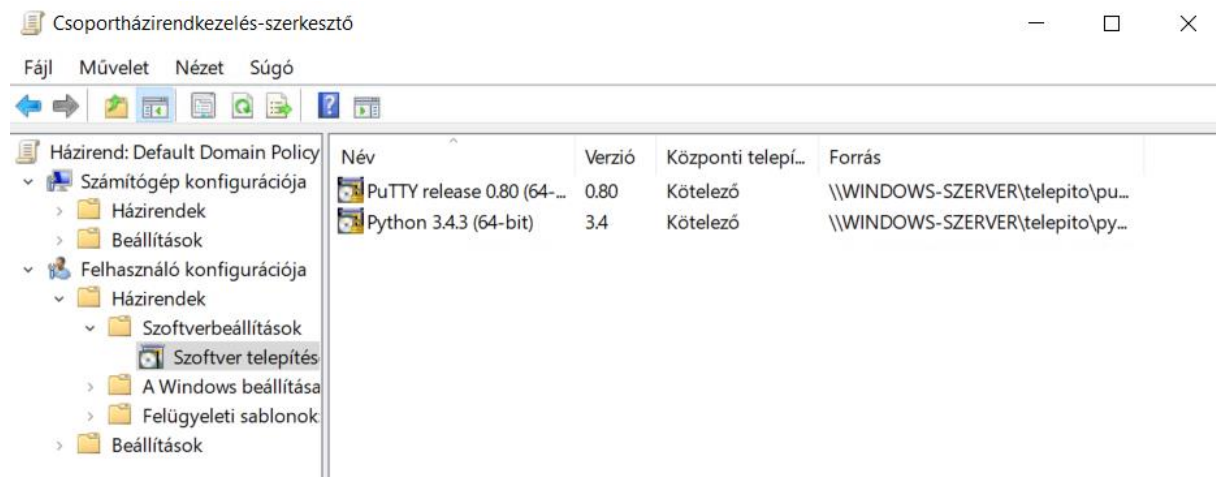 Csoportházirendkezelés-szerkesztő
Fájl Művelet Nézet Súgó
Házirend: Default Domain Policy
Számítógép konfigurációja
Házirendek
Beállítások
Felhasználó konfigurációja
Házirendek
Szoftverbeállítások
Szoftver telepítés
A Windows beállítása
Felügyeleti sablonok
Beállítások
Név Verzió Központi telepí... Forrás
PuTTY release 0.80 (64-... 0.80 Kötelező \\WINDOWS-SZERVER\telepito\pu...
Python 3.4.3 (64-bit) 3.4 Kötelező \\WINDOWS-SZERVER\telepito\py...